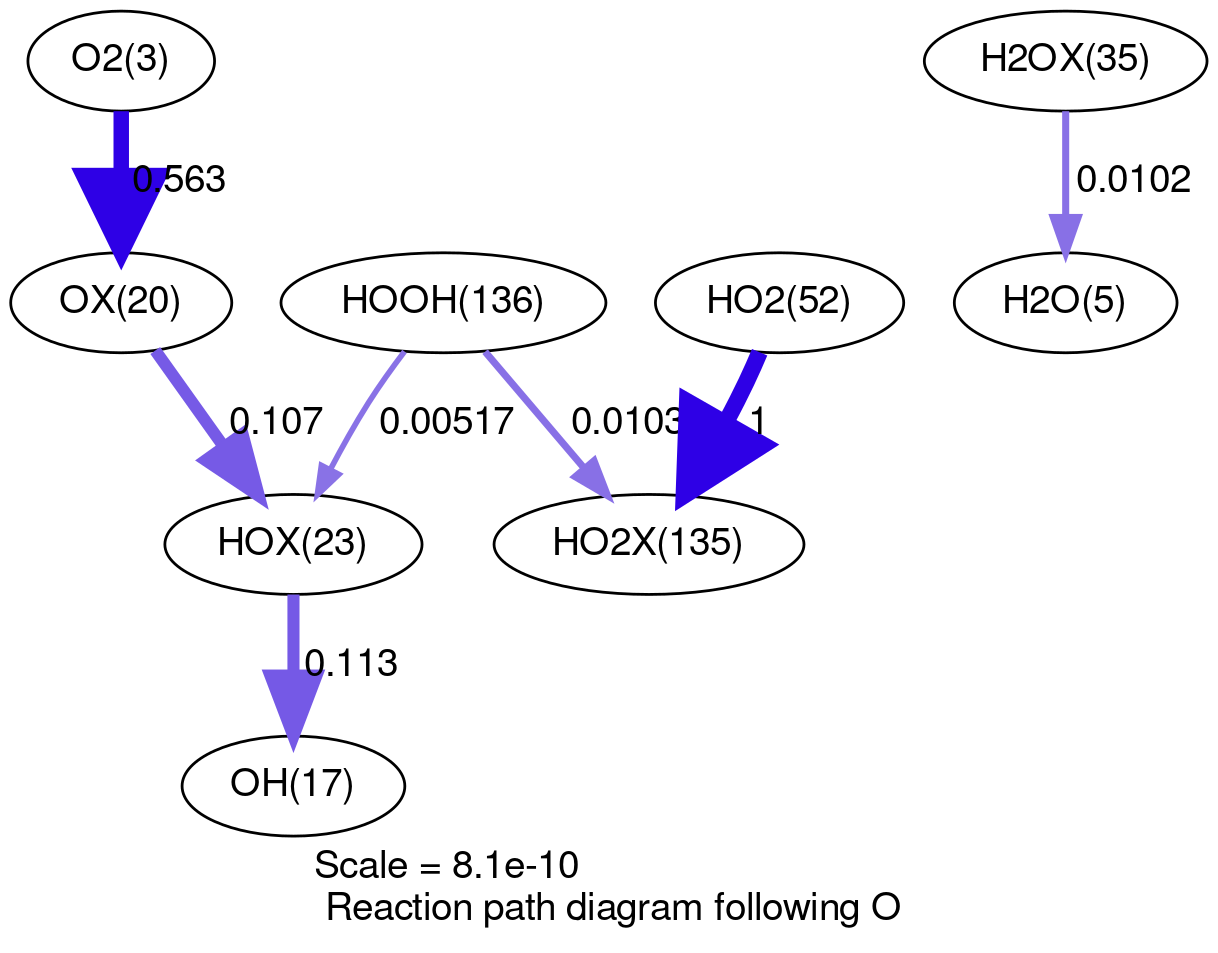 O2(3)
H2OX(35)
0.563
0.0102
OX(20)
HOOH(136)
HO2(52)
H2O(5)
0.107
0.00517
0.0103
1
HOX(23)
HO2X(135)
0.113
OH(17)
Scale = 8.1e-10
Reaction path diagram following O